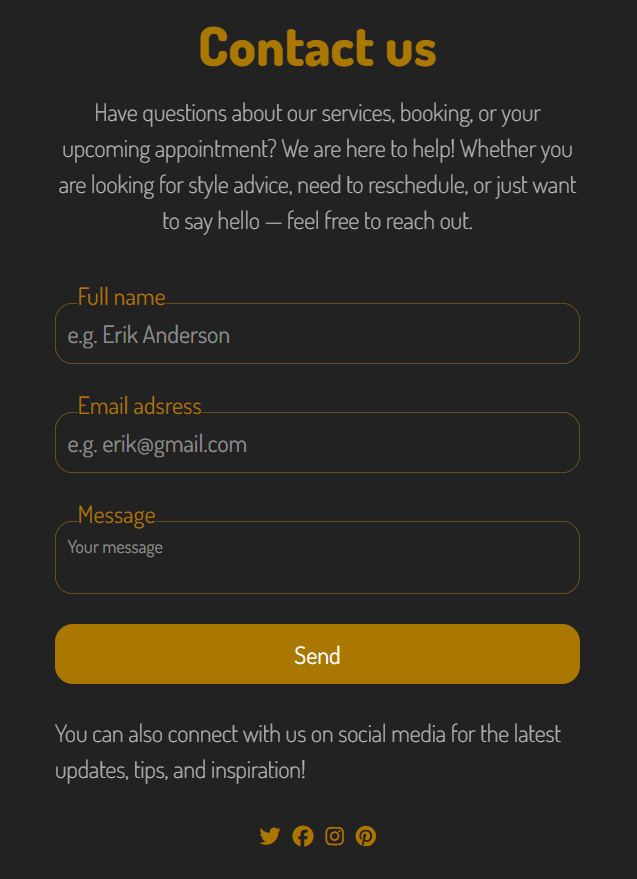 Contact us
Have questions about our services, booking, or your
upcoming appointment? We are here to help! Whether you
are looking for style advice, need to reschedule, or just want
to say hello — feel free to reach out.
Full name
e.g. Erik Anderson
Email adsress
e.g. erik@gmail.com
Message
Your message
Send
You can also connect with us on social media for the latest
updates, tips, and inspiration!